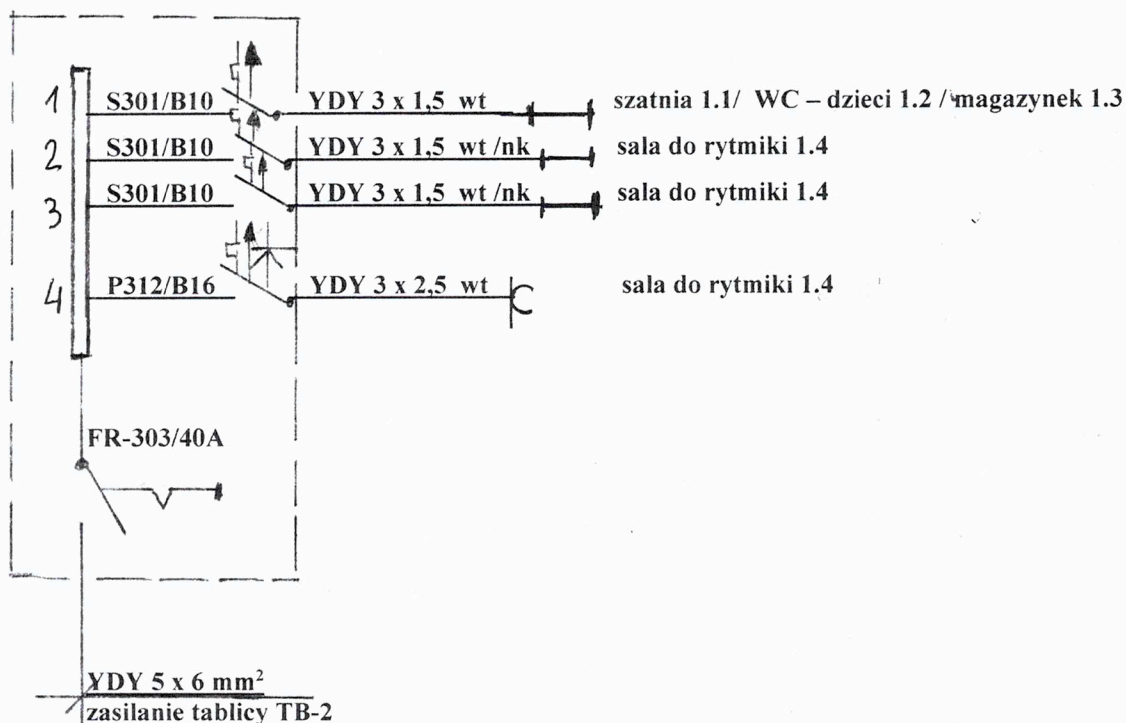 1 S301/B10 YDY 3 x 1,5 wt szatnia 1.1/ WC – dzieci 1.2 / magazynek 1.3
2 S301/B10 YDY 3 x 1,5 wt /nk sala do rytmiki 1.4
3 S301/B10 YDY 3 x 1,5 wt /nk sala do rytmiki 1.4
4 P312/B16 YDY 3 x 2,5 wt sala do rytmiki 1.4
FR-303/40A
YDY 5 x 6 mm²
zasilanie tablicy TB-2